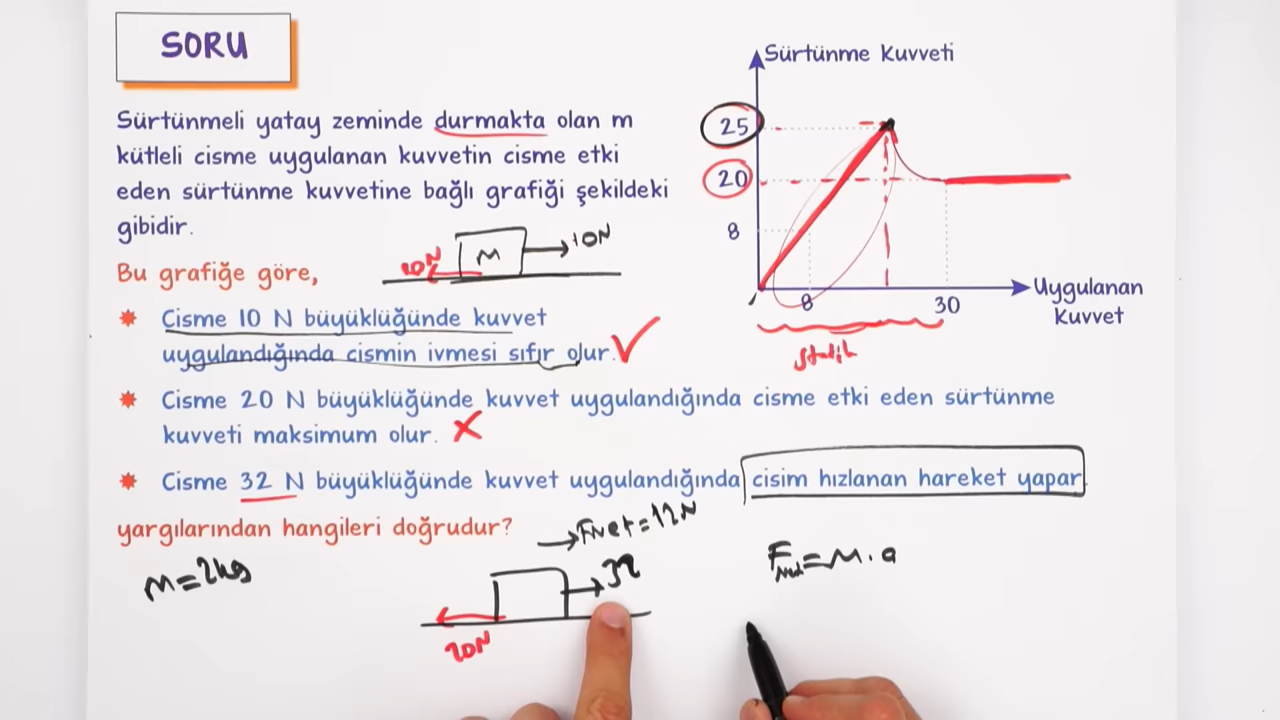 SORU
Sürtünmeli yatay zeminde durmakta olan m
kütleli cisme uygulanan kuvvetin cisme etki
eden sürtünme kuvvetine bağlı grafiği şekildeki
gibidir.
M
10N
10N
Bu grafiğe göre,
Cisme 10 N büyüklüğünde kuvvet
uygulandığında cismin ivmesi sıfır olur.
Cisme 20 N büyüklüğünde kuvvet uygulandığında cisme etki eden sürtünme
kuvveti maksimum olur.
Cisme 32 N büyüklüğünde kuvvet uygulandığında cisim hızlanan hareket yapar
yargılarından hangileri doğrudur?
Sürtünme Kuvveti
25
20
8
8
30
Uygulanan
Kuvvet
statik
Fnet=12N
M=2kg
32
20N
Fnet=M.a